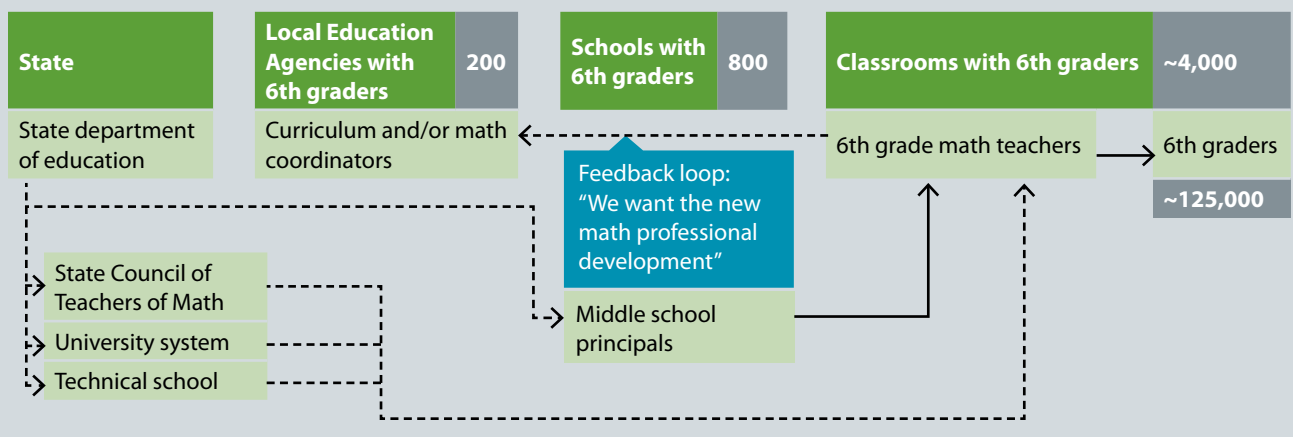 State
Local Education
Agencies with
6th graders
200
Schools with
6th graders
800
Classrooms with 6th graders
~4,000
State department
of education
Curriculum and/or math
coordinators
6th grade math teachers
6th graders
~125,000
Feedback loop:
“We want the new
math professional
development”
State Council of
Teachers of Math
University system
Technical school
Middle school
principals